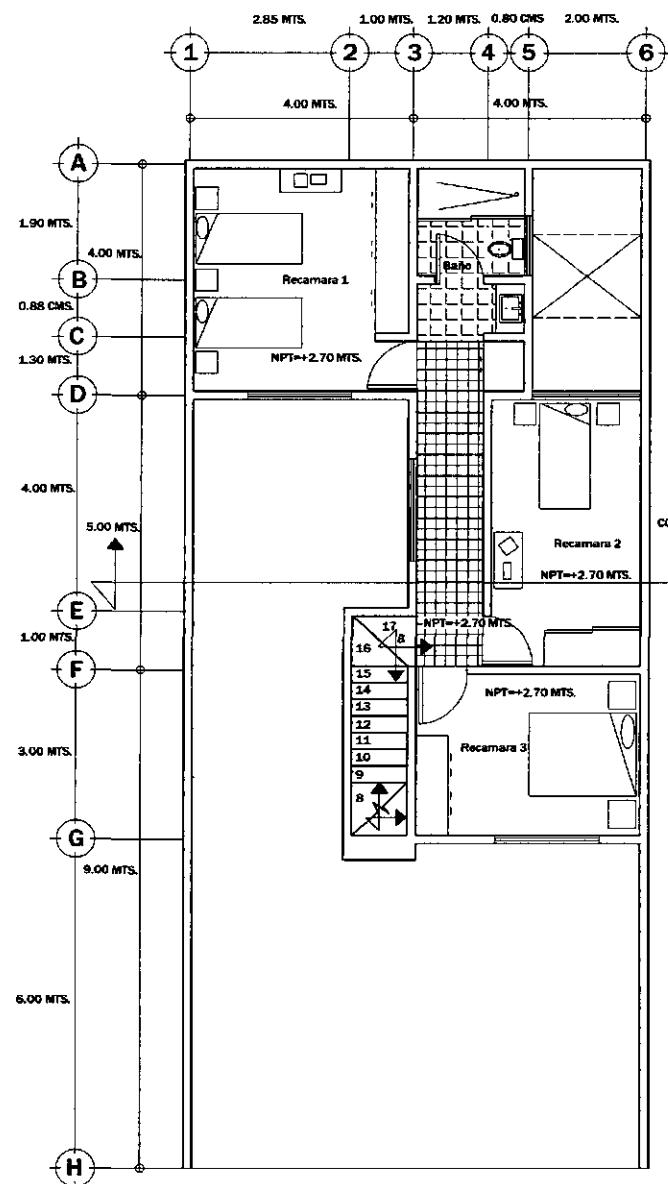 2.85 MTS. 1.00 MTS. 1.20 MTS. 0.80 CMS 2.00 MTS.
1 2 3 4 5 6
4.00 MTS. 4.00 MTS.
A
1.90 MTS.
4.00 MTS.
B
0.88 CMS.
C
1.30 MTS.
D
4.00 MTS.
5.00 MTS.
E
1.00 MTS.
F
3.00 MTS.
G
9.00 MTS.
6.00 MTS.
H
Recamara 1
NPT=+2.70 MTS.
Baño
Recamara 2
NPT=+2.70 MTS.
NPT=+2.70 MTS.
NPT=+2.70 MTS.
Recamara 3
17
16
15
14
13
12
11
10
9
8